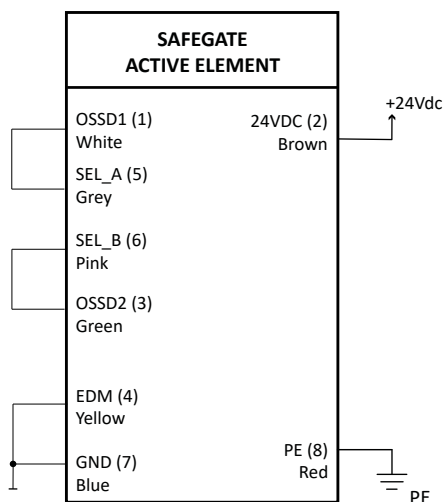 SAFEGATE
ACTIVE ELEMENT
OSSD1 (1)
White
SEL_A (5)
Grey
SEL_B (6)
Pink
OSSD2 (3)
Green
EDM (4)
Yellow
GND (7)
Blue
24VDC (2)
Brown
+24Vdc
PE (8)
Red
PE